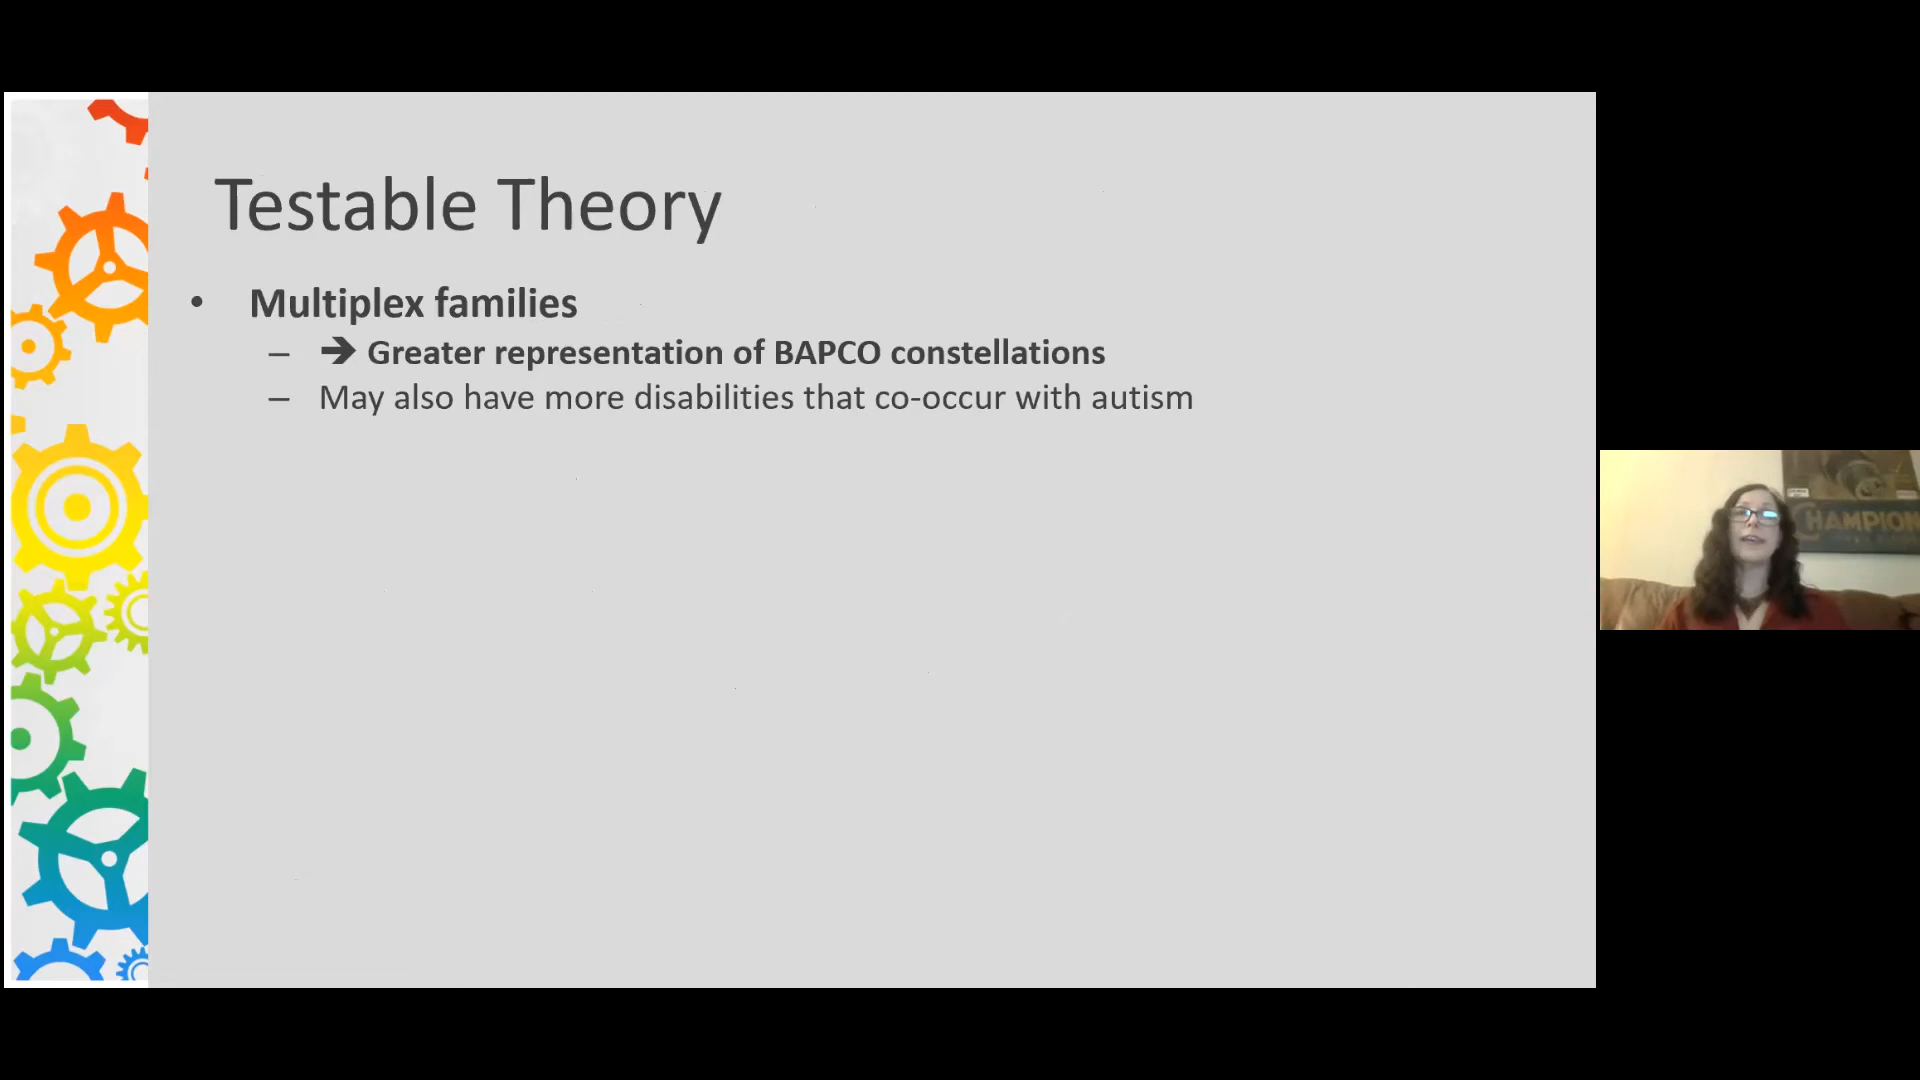 Testable Theory
• Multiplex families
– ➔ Greater representation of BAPCO constellations
– May also have more disabilities that co-occur with autism
CHAMPION